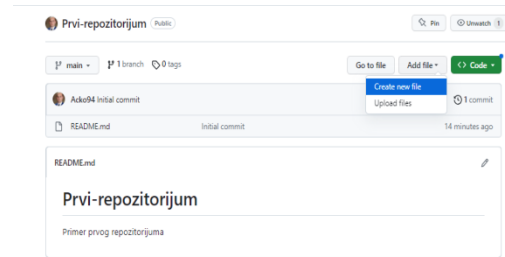 Prvi-repozitorijum Public Pin Unwatch 1
main 1 branch 0 tags Go to file Add file Code
Create new file
Upload files
Acko94 Initial commit 1 commit
README.md Initial commit 14 minutes ago
README.md
Prvi-repozitorijum
Primer prvog repozitorijuma